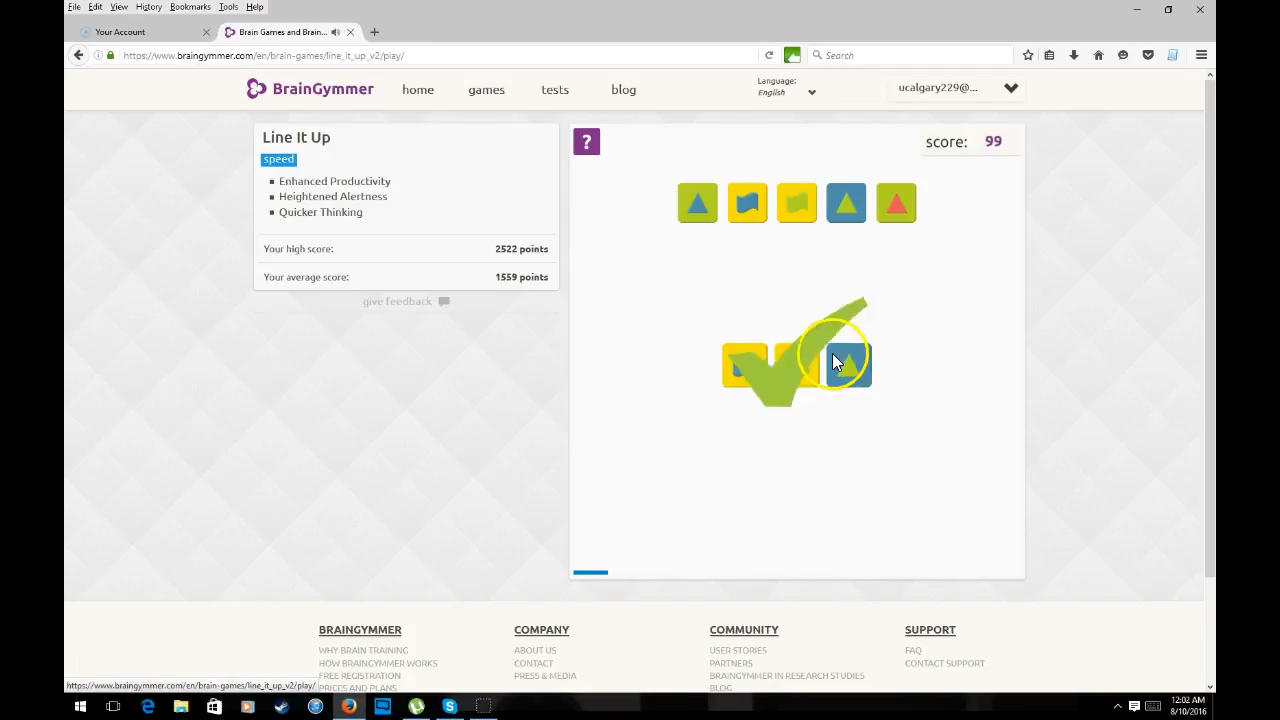 File Edit View History Bookmarks Tools Help
Your Account
Brain Games and Brain...
https://www.braingymmer.com/en/brain-games/line_it_up_v2/play/
Search
BrainGymmer
home
games
tests
blog
Language:
English
ucalgary229@...
Line It Up
speed
Enhanced Productivity
Heightened Alertness
Quicker Thinking
Your high score: 2522 points
Your average score: 1559 points
give feedback
?
score: 99
BRAINGYMMER
WHY BRAIN TRAINING
HOW BRAINGYMMER WORKS
FREE REGISTRATION
PRICES AND PLANS
COMPANY
ABOUT US
CONTACT
PRESS & MEDIA
COMMUNITY
USER STORIES
PARTNERS
BRAINGYMMER IN RESEARCH STUDIES
BLOG
SUPPORT
FAQ
CONTACT SUPPORT
https://www.braingymmer.com/en/brain-games/line_it_up_v2/play/
12:02 AM
8/10/2016